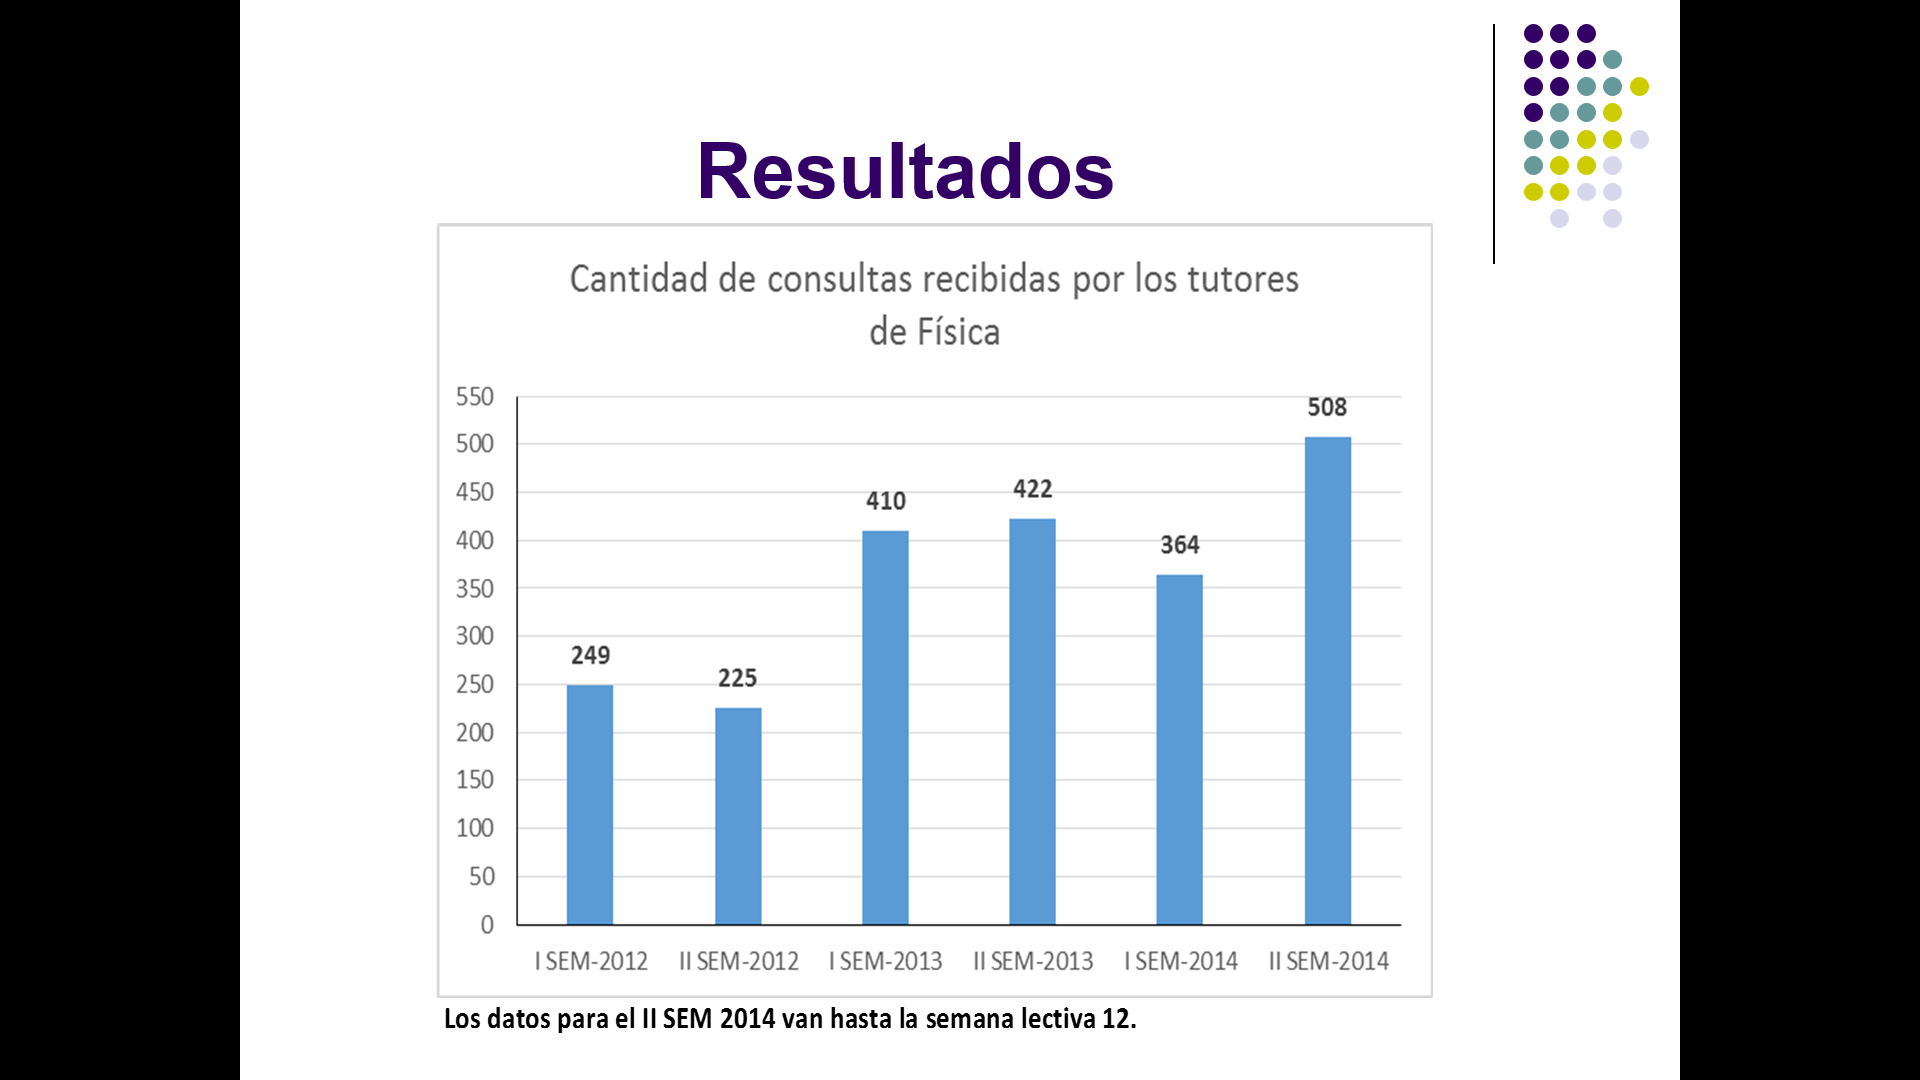 Resultados
Cantidad de consultas recibidas por los tutores
de Física
550
500
450
400
350
300
250
200
150
100
50
0
249
225
410
422
364
508
I SEM-2012
II SEM-2012
I SEM-2013
II SEM-2013
I SEM-2014
II SEM-2014
Los datos para el II SEM 2014 van hasta la semana lectiva 12.